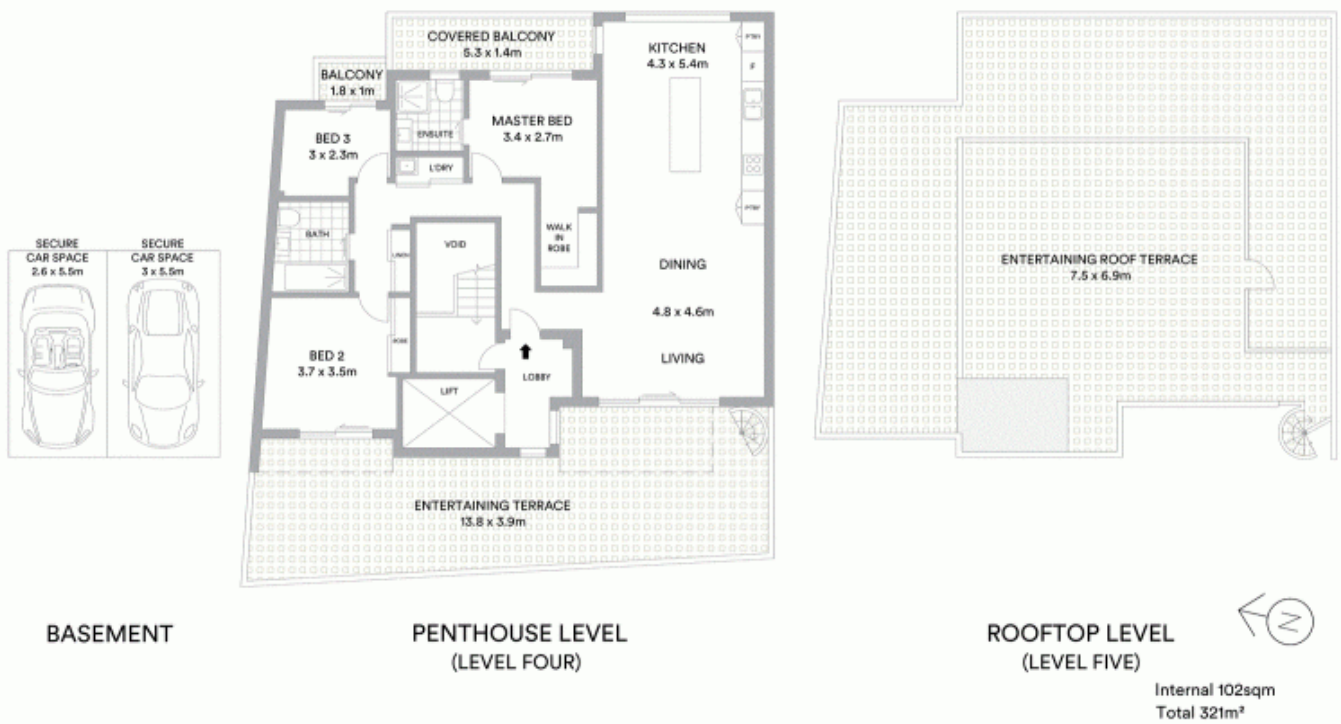 COVERED BALCONY
5.3 x 1.4m
KITCHEN
4.3 x 5.4m
PTRY
F
BALCONY
1.8 x 1m
MASTER BED
3.4 x 2.7m
ENSUITE
BED 3
3 x 2.3m
L'DRY
PTRY
BATH
WALK
IN
ROBE
VOID
LINEN
SECURE
CAR SPACE
2.6 x 5.5m
SECURE
CAR SPACE
3 x 5.5m
DINING
ENTERTAINING ROOF TERRACE
7.5 x 6.9m
4.8 x 4.6m
ROBE
BED 2
3.7 x 3.5m
LIVING
LOBBY
LIFT
ENTERTAINING TERRACE
13.8 x 3.9m
BASEMENT
PENTHOUSE LEVEL
(LEVEL FOUR)
ROOFTOP LEVEL
(LEVEL FIVE)
N
Internal 102sqm
Total 321m²